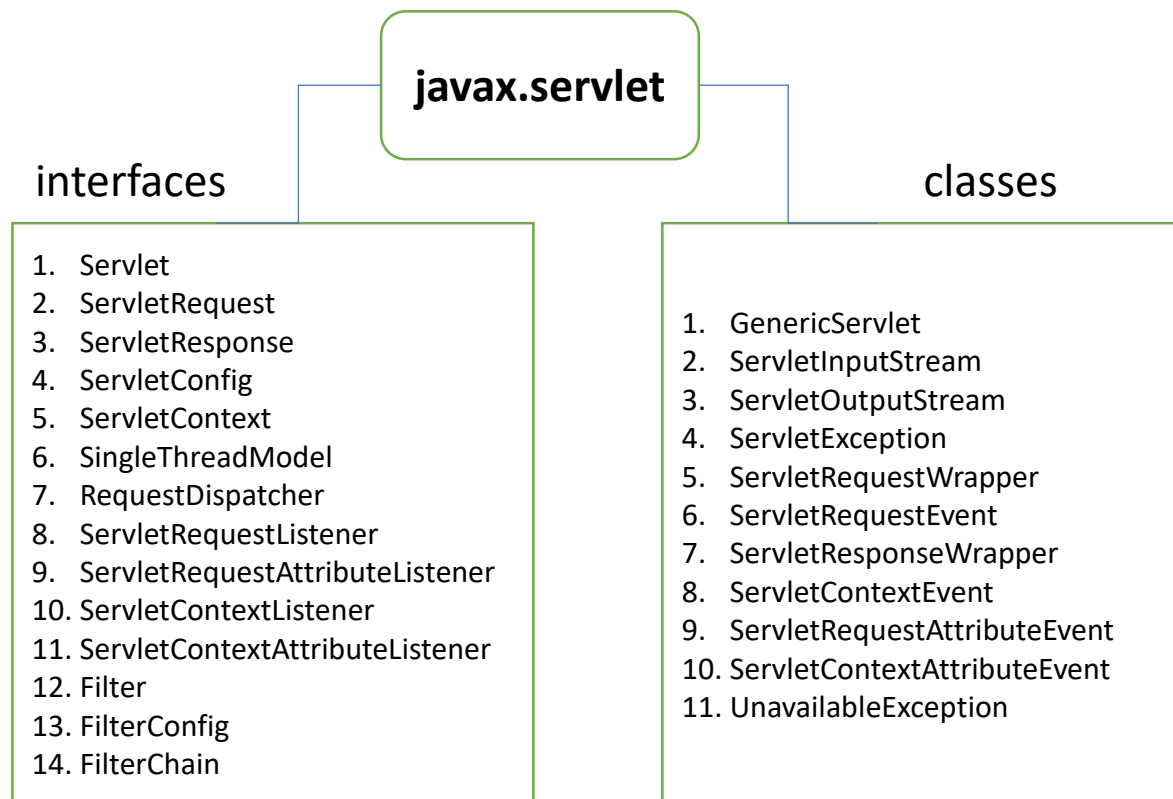 javax.servlet
interfaces
1. Servlet
2. ServletRequest
3. ServletResponse
4. ServletConfig
5. ServletContext
6. SingleThreadModel
7. RequestDispatcher
8. ServletRequestListener
9. ServletRequestAttributeListener
10. ServletContextListener
11. ServletContextAttributeListener
12. Filter
13. FilterConfig
14. FilterChain
classes
1. GenericServlet
2. ServletInputStream
3. ServletOutputStream
4. ServletException
5. ServletRequestWrapper
6. ServletRequestEvent
7. ServletResponseWrapper
8. ServletContextEvent
9. ServletRequestAttributeEvent
10. ServletContextAttributeEvent
11. UnavailableException